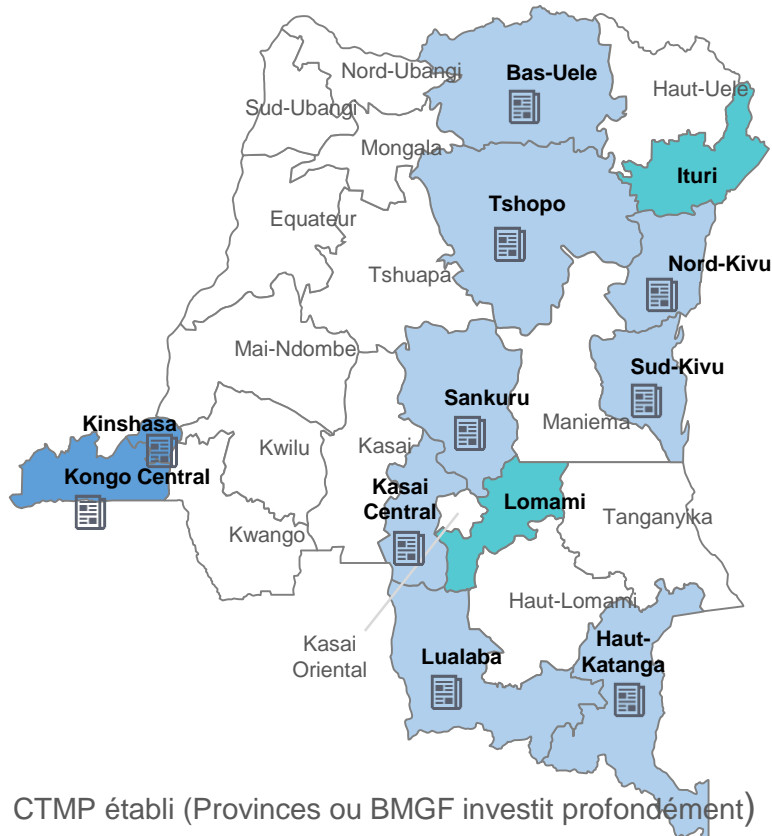 Nord-Ubangi
Bas-Uele
Haut-Uele
Sud-Ubangi
Mongala
Ituri
Equateur
Tshopo
Tshuapa
Nord-Kivu
Mai-Ndombe
Sud-Kivu
Sankuru
Maniema
Kinshasa
Kwilu
Kasai
Kongo Central
Kasai
Central
Lomami
Tanganyika
Kwango
Haut-Lomami
Kasai
Oriental
Lualaba
Haut-
Katanga
CTMP établi (Provinces ou BMGF investit profondément)